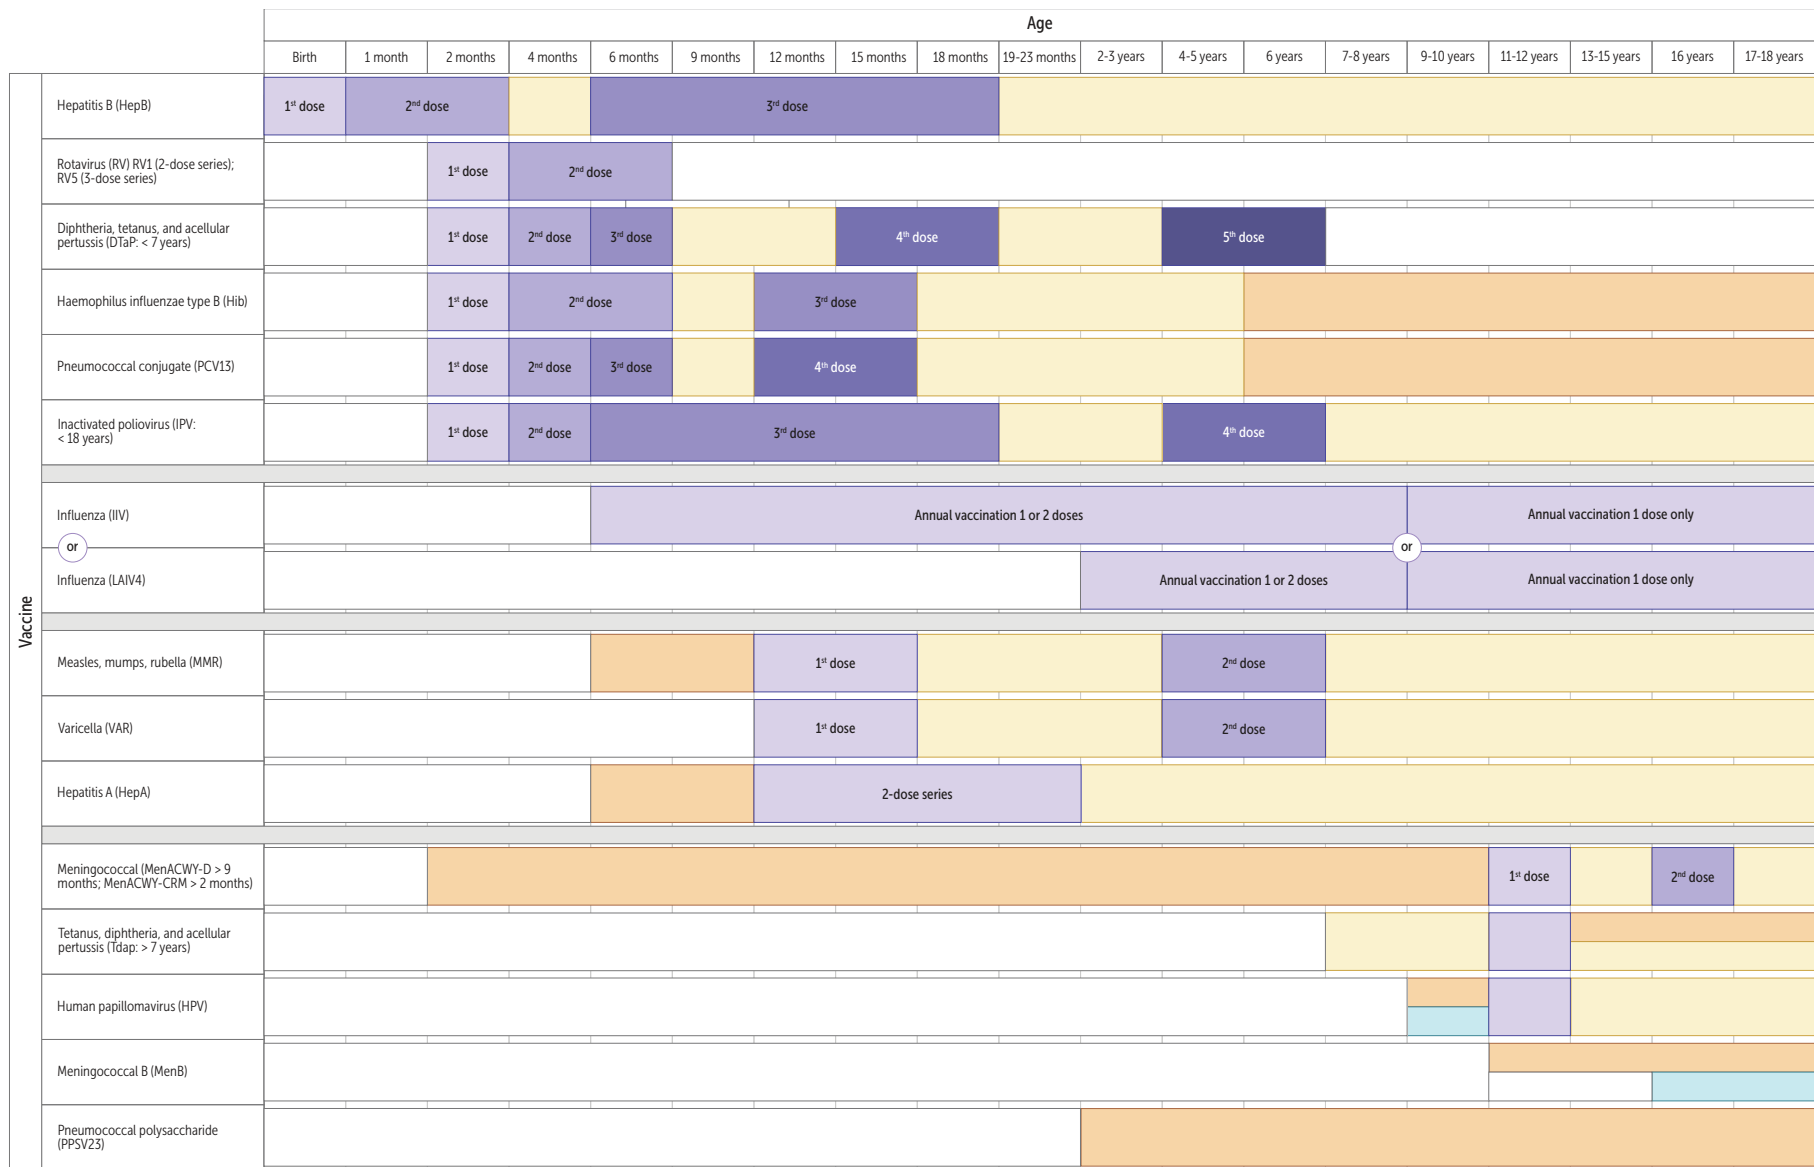 Age
Birth
1 month
2 months
4 months
6 months
9 months
12 months
15 months
18 months
19-23 months
2-3 years
4-5 years
6 years
7-8 years
9-10 years
11-12 years
13-15 years
16 years
17-18 years
Vaccine
Hepatitis B (HepB)
1st dose
2nd dose
3rd dose
Rotavirus (RV) RV1 (2-dose series);
RV5 (3-dose series)
1st dose
2nd dose
Diphtheria, tetanus, and acellular
pertussis (DTaP: < 7 years)
1st dose
2nd dose
3rd dose
4th dose
5th dose
Haemophilus influenzae type B (Hib)
1st dose
2nd dose
3rd dose
Pneumococcal conjugate (PCV13)
1st dose
2nd dose
3rd dose
4th dose
Inactivated poliovirus (IPV:
< 18 years)
1st dose
2nd dose
3rd dose
4th dose
Influenza (IIV)
Annual vaccination 1 or 2 doses
Annual vaccination 1 dose only
or
or
Influenza (LAIV4)
Annual vaccination 1 or 2 doses
Annual vaccination 1 dose only
Measles, mumps, rubella (MMR)
1st dose
2nd dose
Varicella (VAR)
1st dose
2nd dose
Hepatitis A (HepA)
2-dose series
Meningococcal (MenACWY-D > 9
months; MenACWY-CRM > 2 months)
1st dose
2nd dose
Tetanus, diphtheria, and acellular
pertussis (Tdap: > 7 years)
Human papillomavirus (HPV)
Meningococcal B (MenB)
Pneumococcal polysaccharide
(PPSV23)